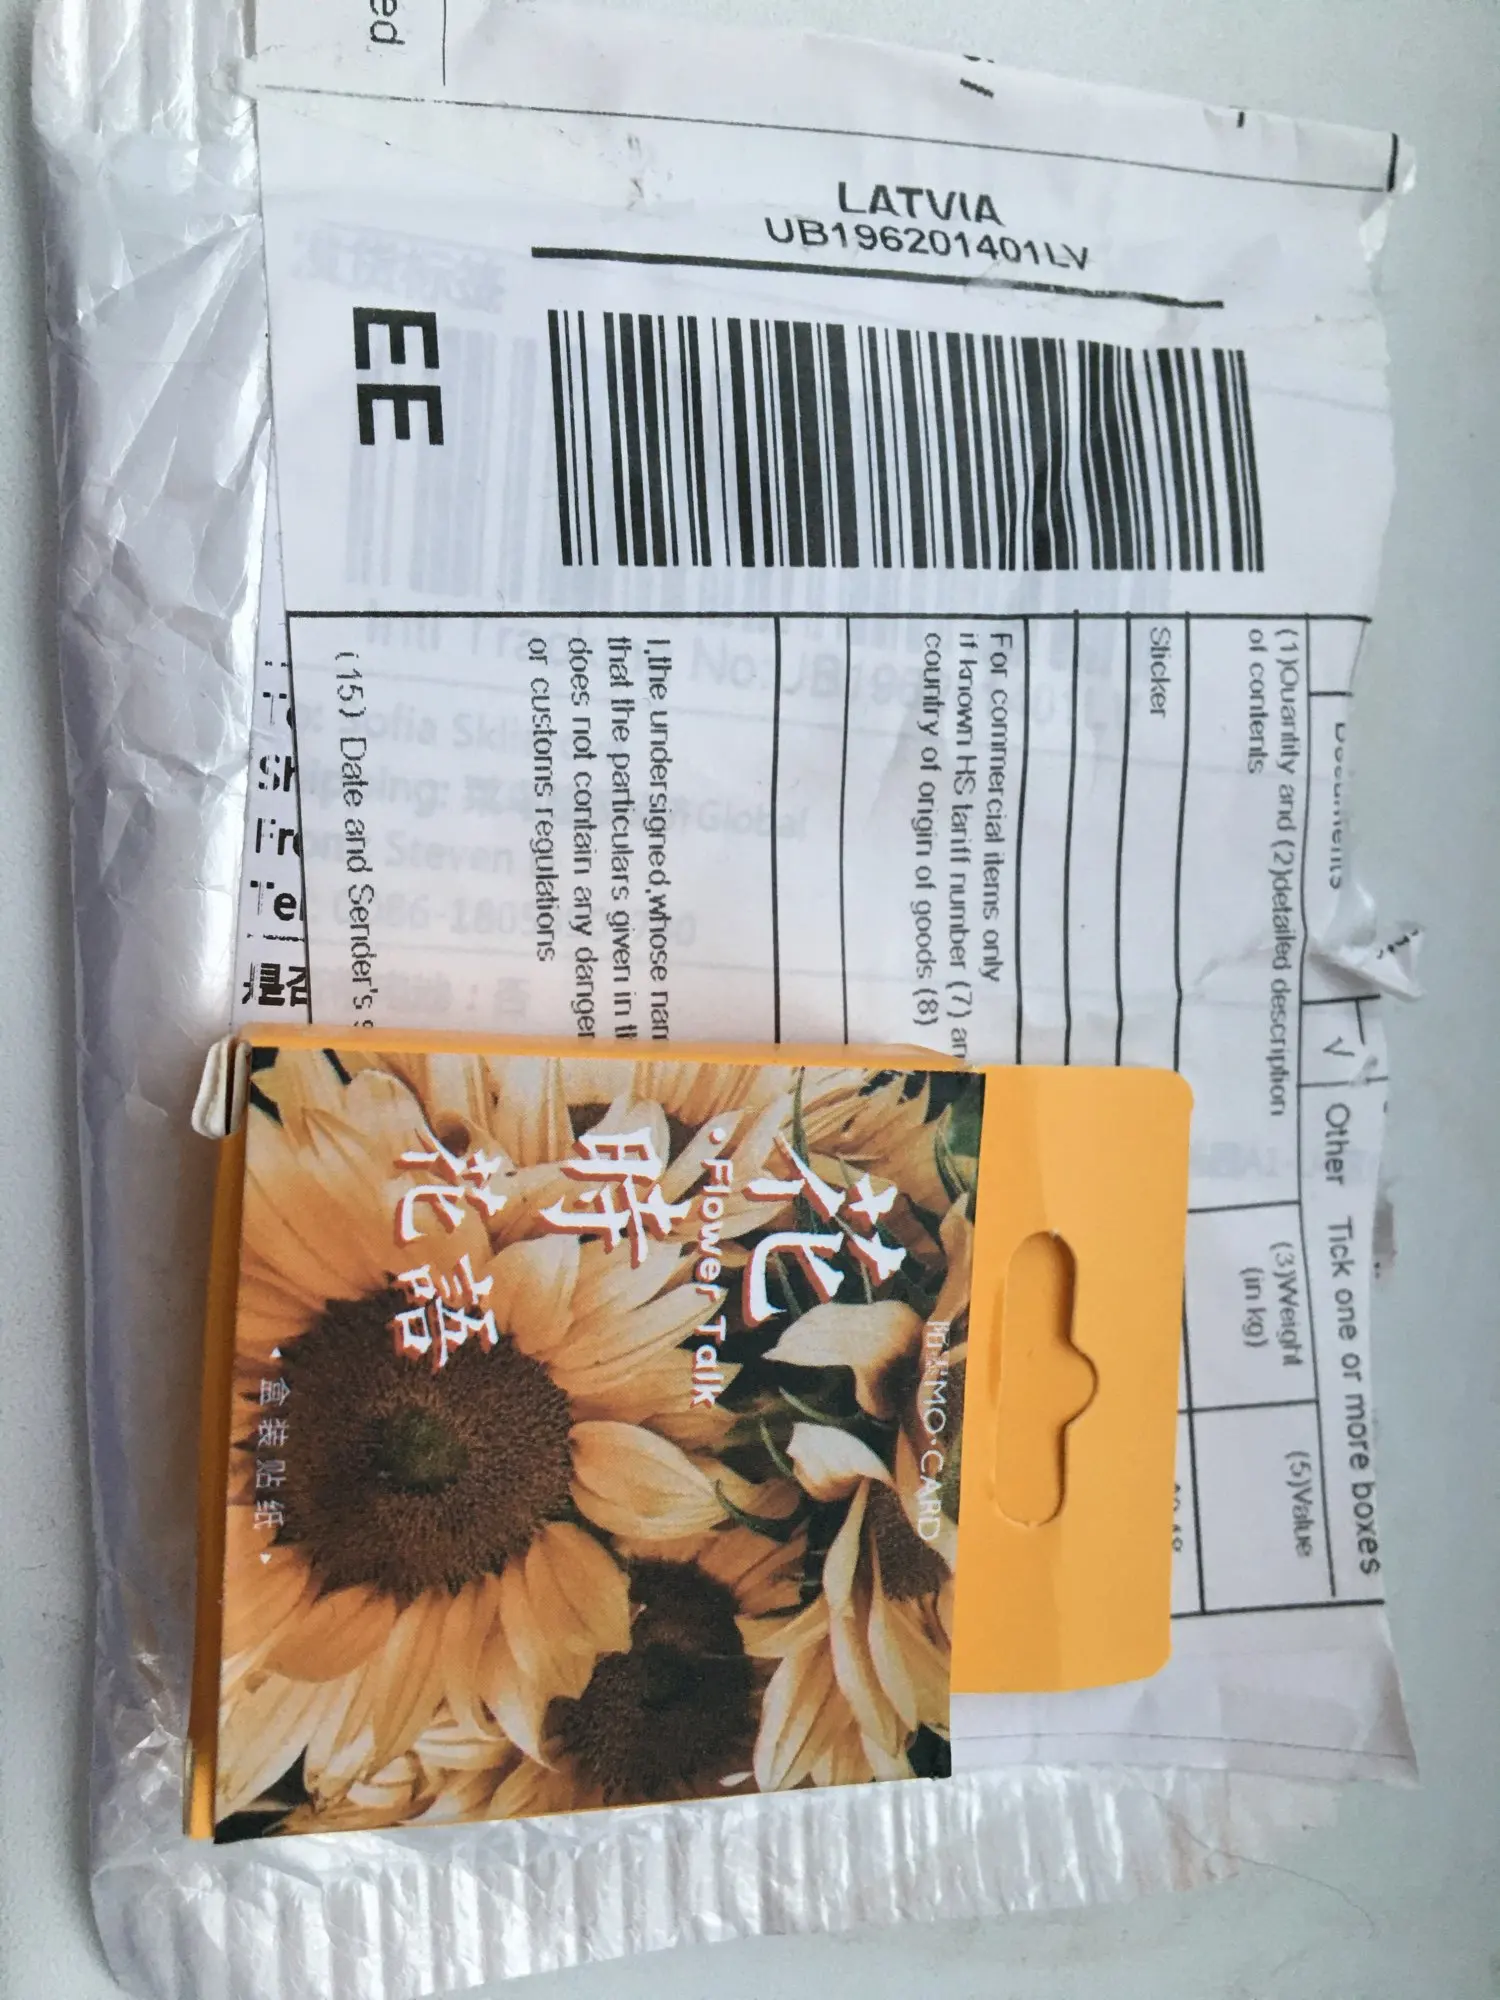 LATVIA
UB196201401LV
EE
Other
Tick one or more boxes
√
(1)Quantity and (2)detailed description
of contents
(3)Weight
(in kg)
(5)Value
Sticker
For commercial items only
if known HS tariff number (7) an
country of origin of goods (8)
I,the undersigned,whose nam
that the particulars given in th
does not contain any danger
or customs regulations
(15) Date and Sender's s
MO·CARD
花
時
花語
•Flower Talk
盒装贴纸